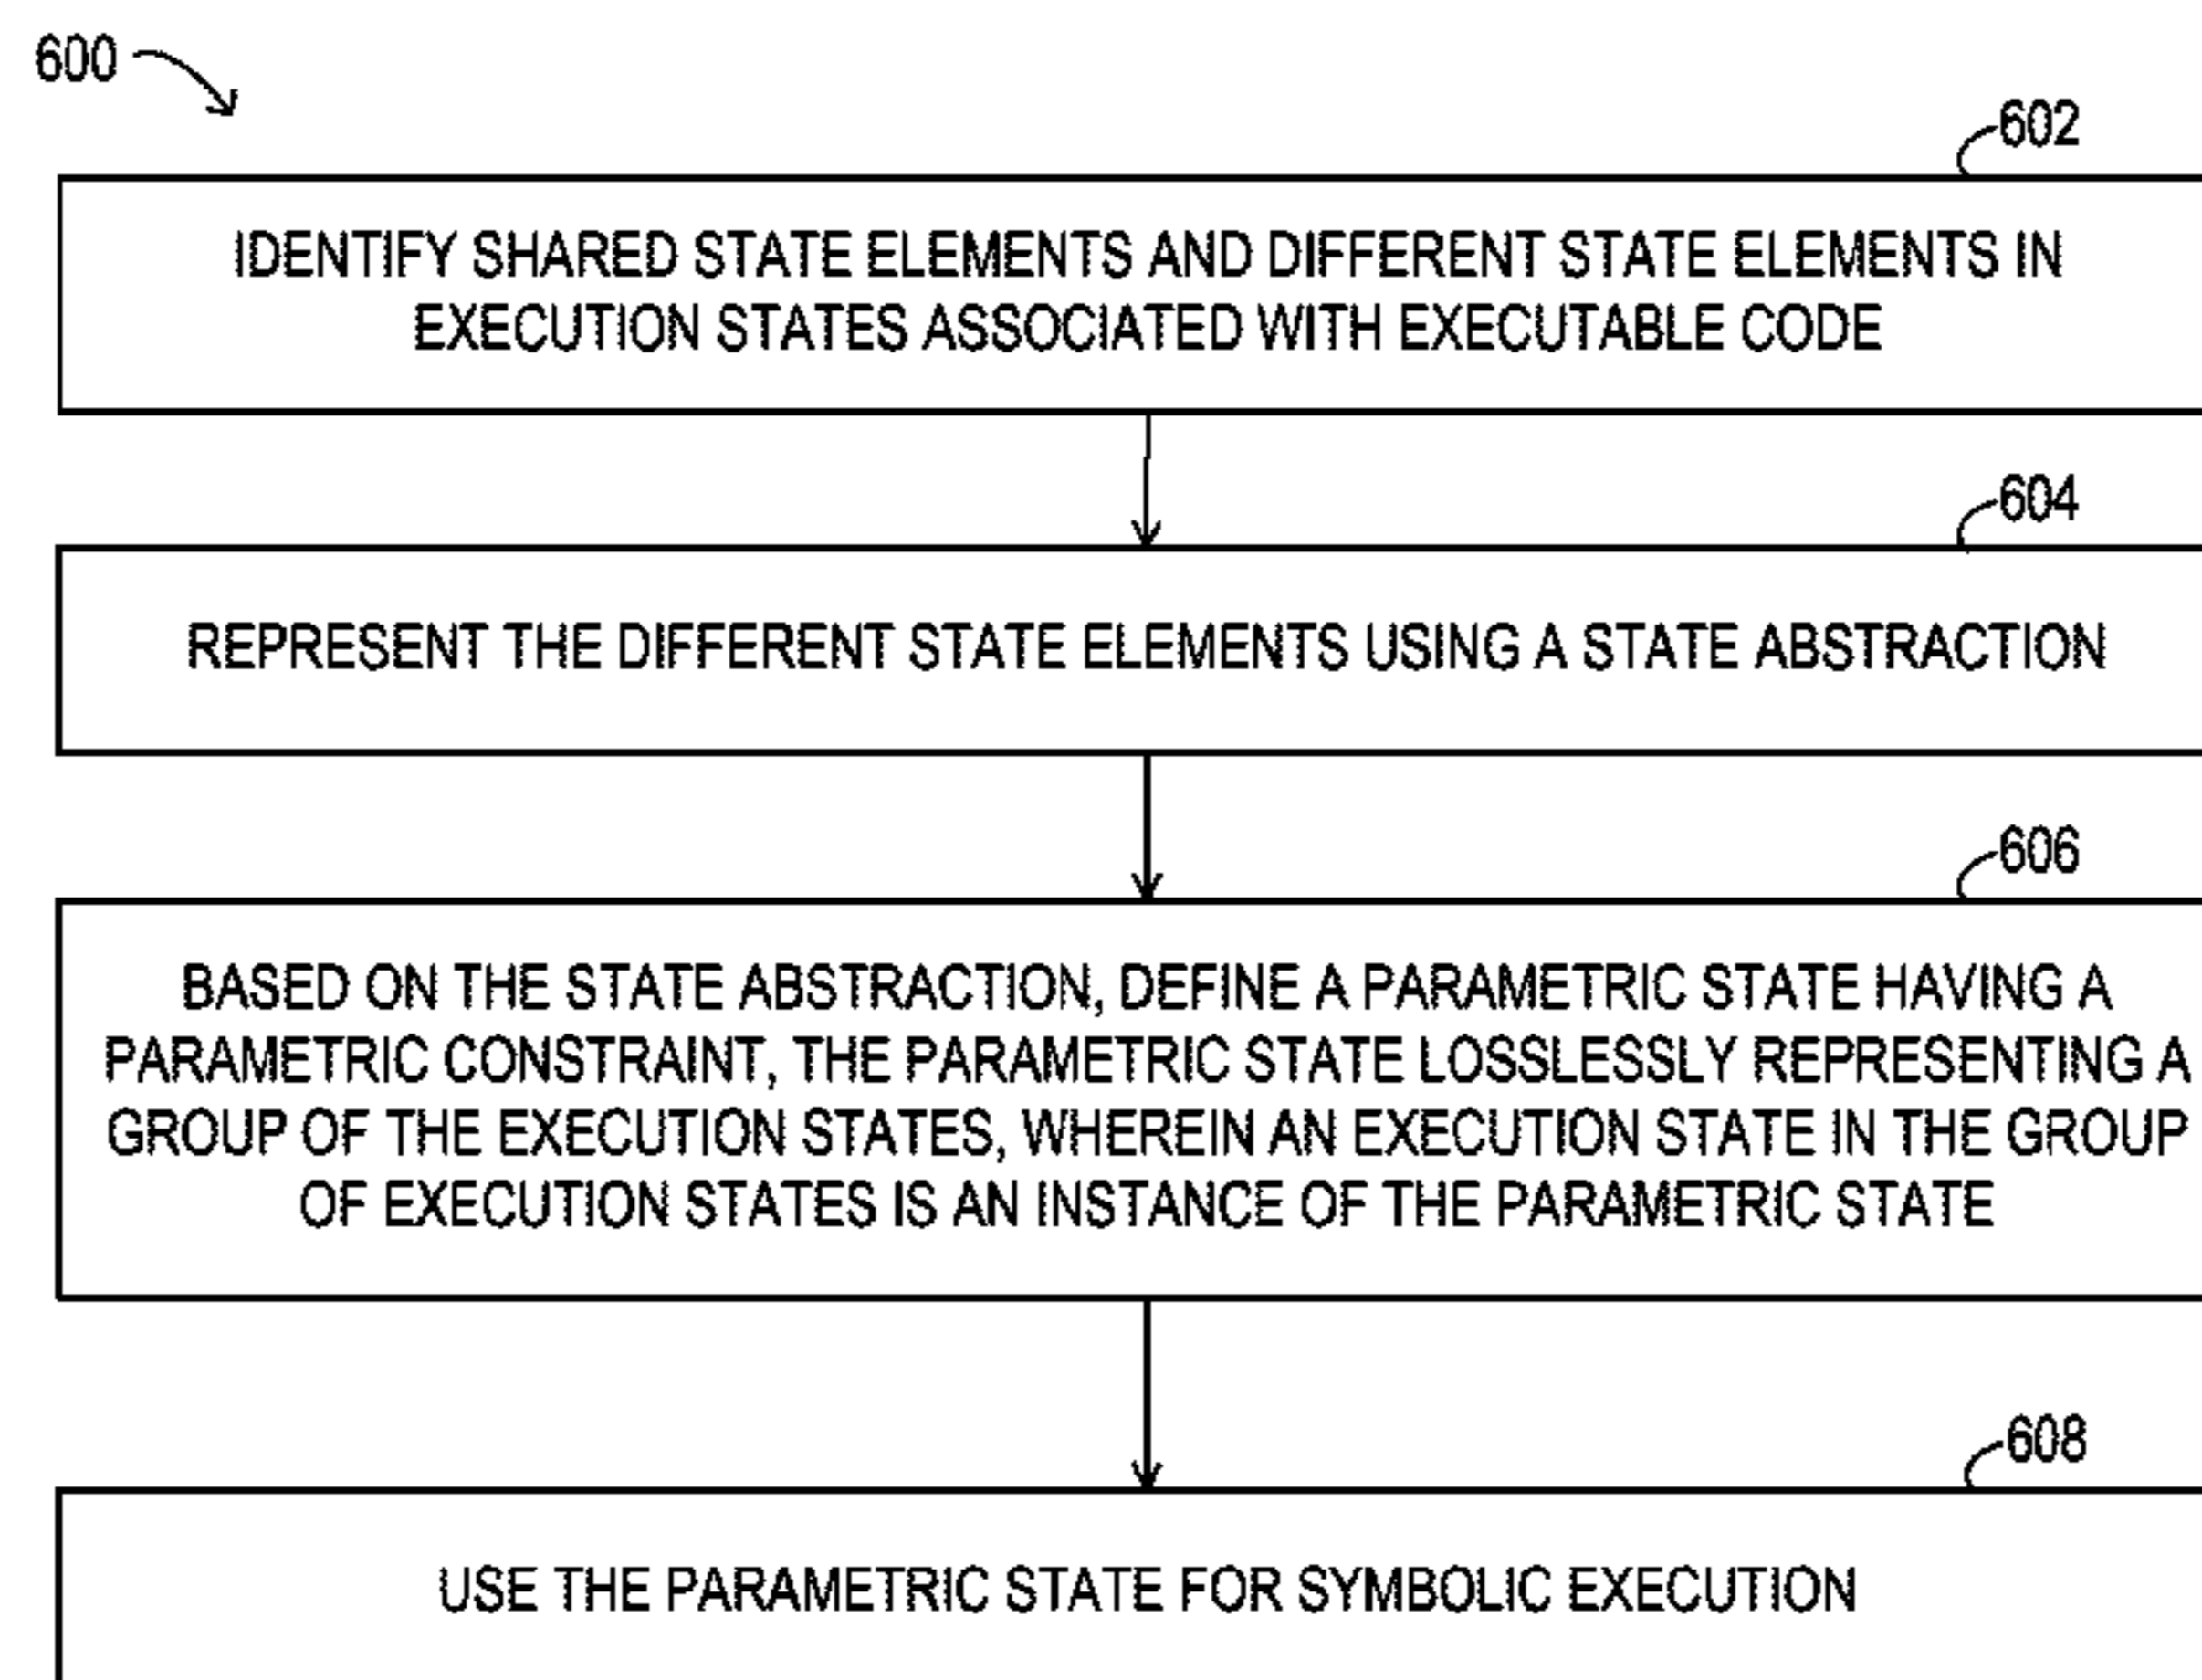 600
602
IDENTIFY SHARED STATE ELEMENTS AND DIFFERENT STATE ELEMENTS IN
EXECUTION STATES ASSOCIATED WITH EXECUTABLE CODE
604
REPRESENT THE DIFFERENT STATE ELEMENTS USING A STATE ABSTRACTION
606
BASED ON THE STATE ABSTRACTION, DEFINE A PARAMETRIC STATE HAVING A
PARAMETRIC CONSTRAINT, THE PARAMETRIC STATE LOSSLESSLY REPRESENTING A
GROUP OF THE EXECUTION STATES, WHEREIN AN EXECUTION STATE IN THE GROUP
OF EXECUTION STATES IS AN INSTANCE OF THE PARAMETRIC STATE
608
USE THE PARAMETRIC STATE FOR SYMBOLIC EXECUTION